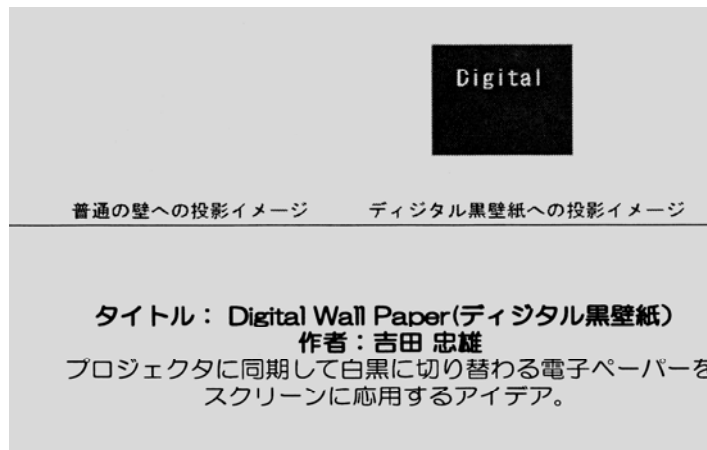 Digital
普通の壁への投影イメージ ディジタル黒壁紙への投影イメージ
タイトル： Digital Wall Paper(ディジタル黒壁紙）
作者：吉田 忠雄
プロジェクタに同期して白黒に切り替わる電子ペーパーを
スクリーンに応用するアイデア。